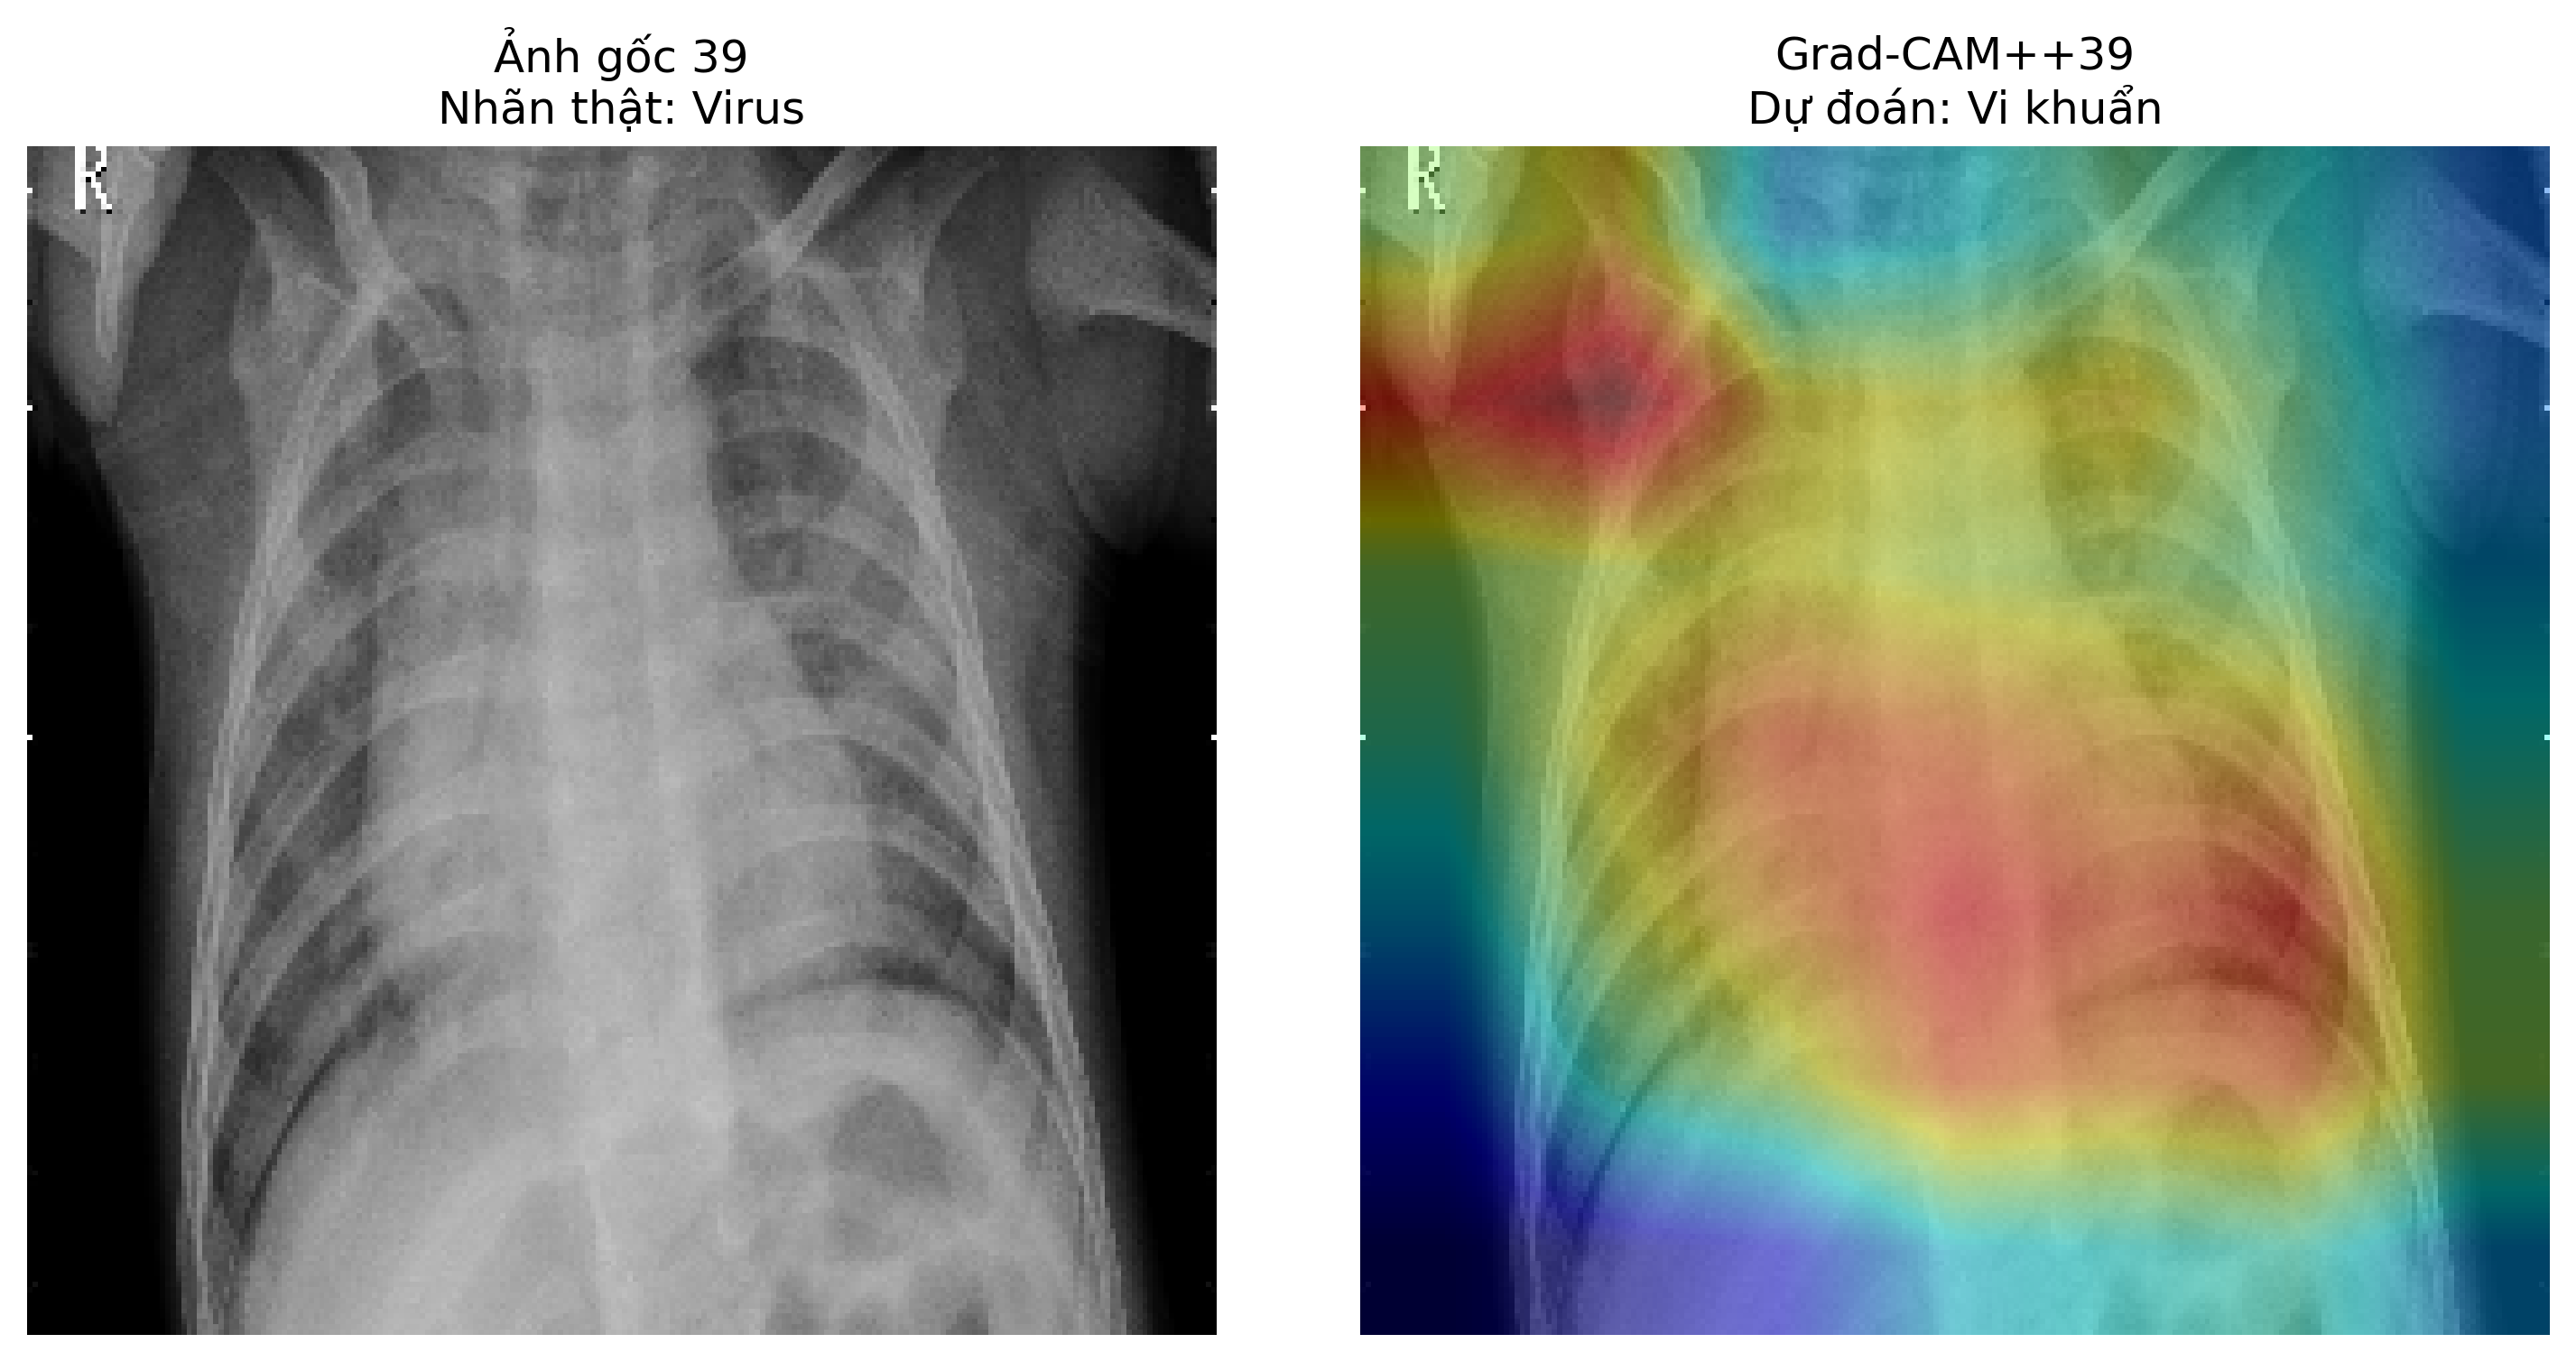 Ảnh gốc 39
Nhãn thật: Virus
Grad-CAM++39
Dự đoán: Vi khuẩn
R
R